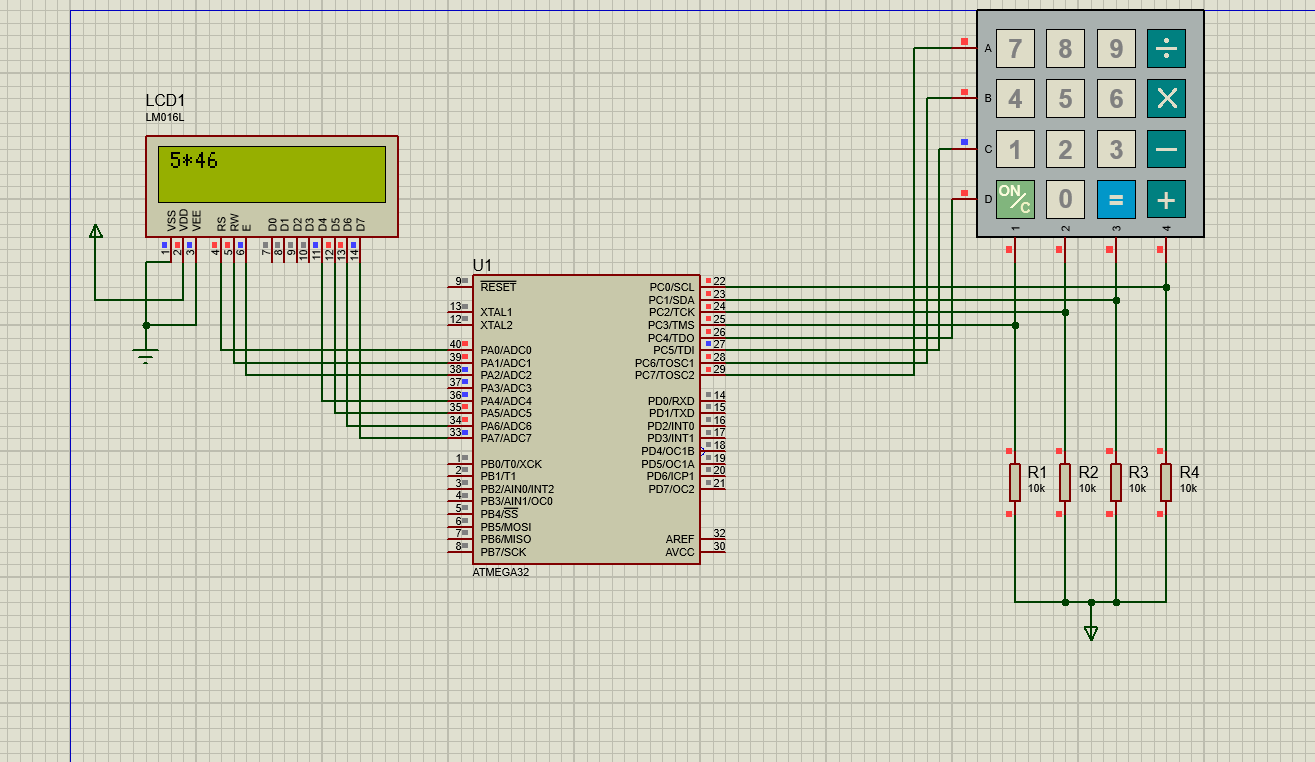 LCD1
LM016L
5*46
VSS VDD VEE RS RW E D0 D1 D2 D3 D4 D5 D6 D7
1 2 3 4 5 6 7 8 9 10 11 12 13 14
A 7 8 9 ÷
B 4 5 6 X
C 1 2 3 −
D ON/C 0 = +
1 2 3 4
U1
9 RESET PC0/SCL 22
PC1/SDA 23
13 XTAL1 PC2/TCK 24
12 XTAL2 PC3/TMS 25
PC4/TDO 26
40 PA0/ADC0 PC5/TDI 27
39 PA1/ADC1 PC6/TOSC1 28
38 PA2/ADC2 PC7/TOSC2 29
37 PA3/ADC3
36 PA4/ADC4 PD0/RXD 14
35 PA5/ADC5 PD1/TXD 15
34 PA6/ADC6 PD2/INT0 16
33 PA7/ADC7 PD3/INT1 17
PD4/OC1B 18
1 PB0/T0/XCK PD5/OC1A 19
2 PB1/T1 PD6/ICP1 20
3 PB2/AIN0/INT2 PD7/OC2 21
4 PB3/AIN1/OC0
5 PB4/SS
6 PB5/MOSI
7 PB6/MISO AREF 32
8 PB7/SCK AVCC 30
ATMEGA32
R1 R2 R3 R4
10k 10k 10k 10k